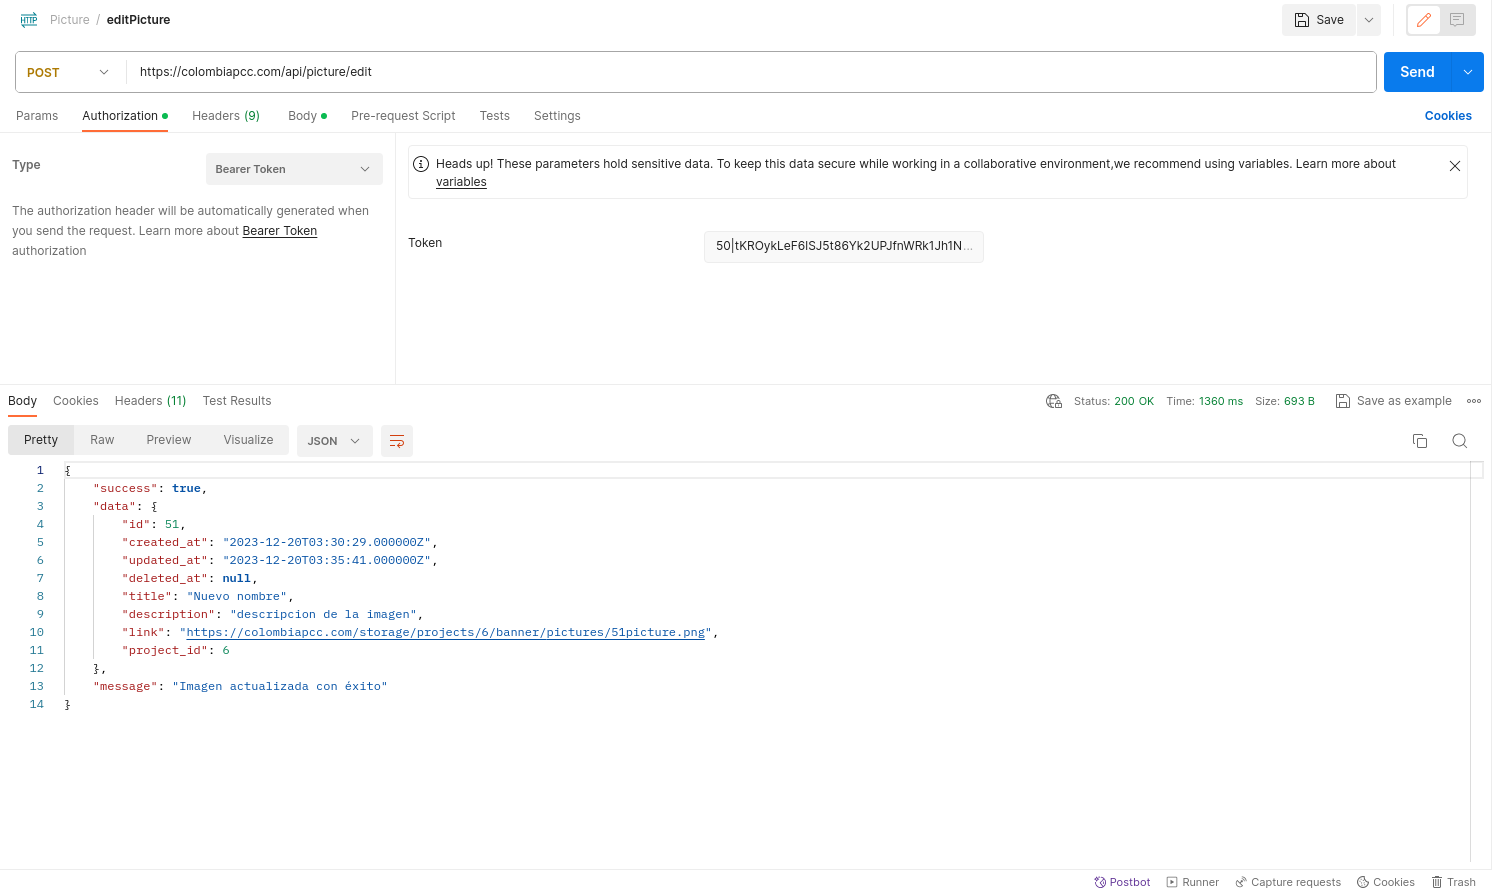 HTTP Picture / editPicture
Save
POST https://colombiapcc.com/api/picture/edit Send
Params Authorization Headers (9) Body Pre-request Script Tests Settings Cookies
Type Bearer Token
The authorization header will be automatically generated when
you send the request. Learn more about Bearer Token
authorization
Heads up! These parameters hold sensitive data. To keep this data secure while working in a collaborative environment,we recommend using variables. Learn more about
variables
Token 50|tKROykLeF6ISJ5t86Yk2UPJfnWRk1Jh1N...
Body Cookies Headers (11) Test Results Status: 200 OK Time: 1360 ms Size: 693 B Save as example
Pretty Raw Preview Visualize JSON
1 {
2 "success": true,
3 "data": {
4 "id": 51,
5 "created_at": "2023-12-20T03:30:29.000000Z",
6 "updated_at": "2023-12-20T03:35:41.000000Z",
7 "deleted_at": null,
8 "title": "Nuevo nombre",
9 "description": "descripcion de la imagen",
10 "link": "https://colombiapcc.com/storage/projects/6/banner/pictures/51picture.png",
11 "project_id": 6
12 },
13 "message": "Imagen actualizada con éxito"
14 }
Postbot Runner Capture requests Cookies Trash